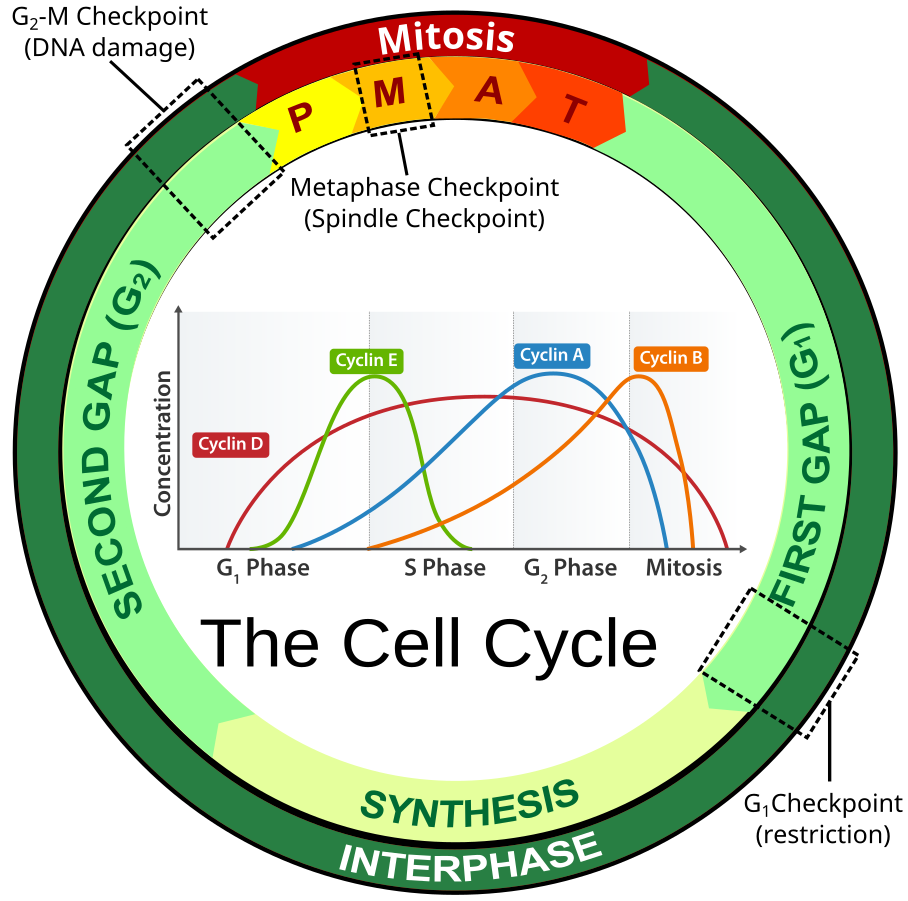 G₂-M Checkpoint
(DNA damage)
Mitosis
P
M
A
T
Metaphase Checkpoint
(Spindle Checkpoint)
SECOND GAP (G₂)
FIRST GAP (G₁)
Cyclin E
Cyclin A
Cyclin B
Cyclin D
Concentration
G₁ Phase
S Phase
G₂ Phase
Mitosis
The Cell Cycle
G₁Checkpoint
(restriction)
SYNTHESIS
INTERPHASE